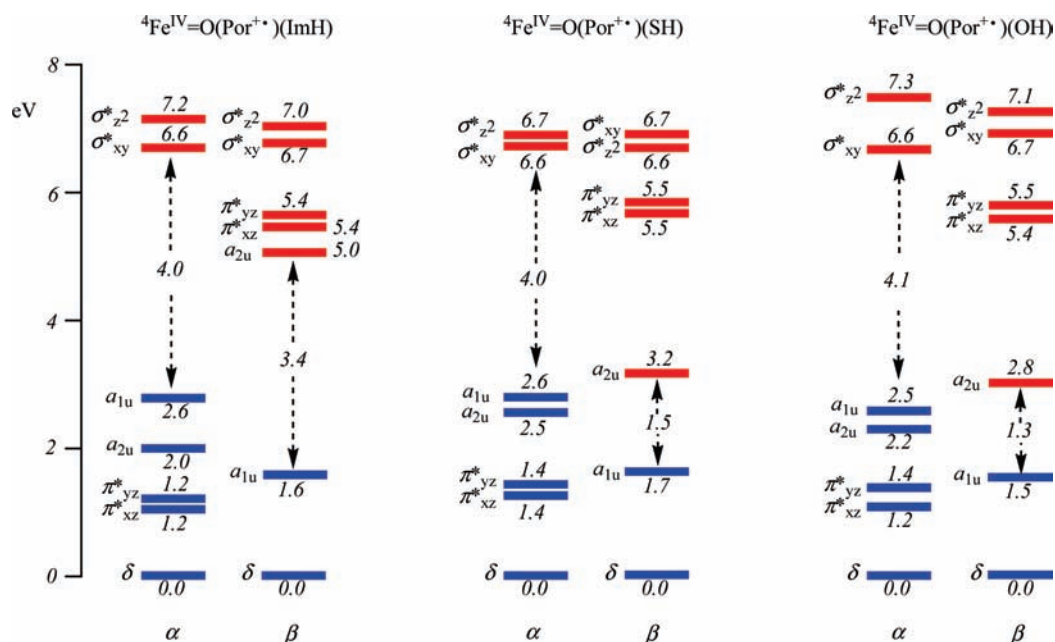 ⁴Feᴵⱽ=O(Por⁺•)(ImH)
⁴Feᴵⱽ=O(Por⁺•)(SH)
⁴Feᴵⱽ=O(Por⁺•)(OH)
eV
8
6
4
2
0
σ*z² 7.2
σ*xy 6.6
4.0
a1u 2.6
a2u 2.0
π*yz 1.2
π*xz 1.2
δ 0.0
α
σ*z² 7.0
σ*xy 6.7
π*yz 5.4
π*xz 5.4
a2u 5.0
3.4
a1u 1.6
δ 0.0
β
σ*z² 6.7
σ*xy 6.6
4.0
a1u 2.6
a2u 2.5
π*yz 1.4
π*xz 1.4
δ 0.0
α
σ*xy 6.7
σ*z² 6.6
π*yz 5.5
π*xz 5.5
a2u 3.2
1.5
a1u 1.7
δ 0.0
β
σ*z² 7.3
σ*xy 6.6
4.1
a1u 2.5
a2u 2.2
π*yz 1.4
π*xz 1.2
δ 0.0
α
σ*z² 7.1
σ*xy 6.7
π*yz 5.5
π*xz 5.4
a2u 2.8
1.3
a1u 1.5
δ 0.0
β